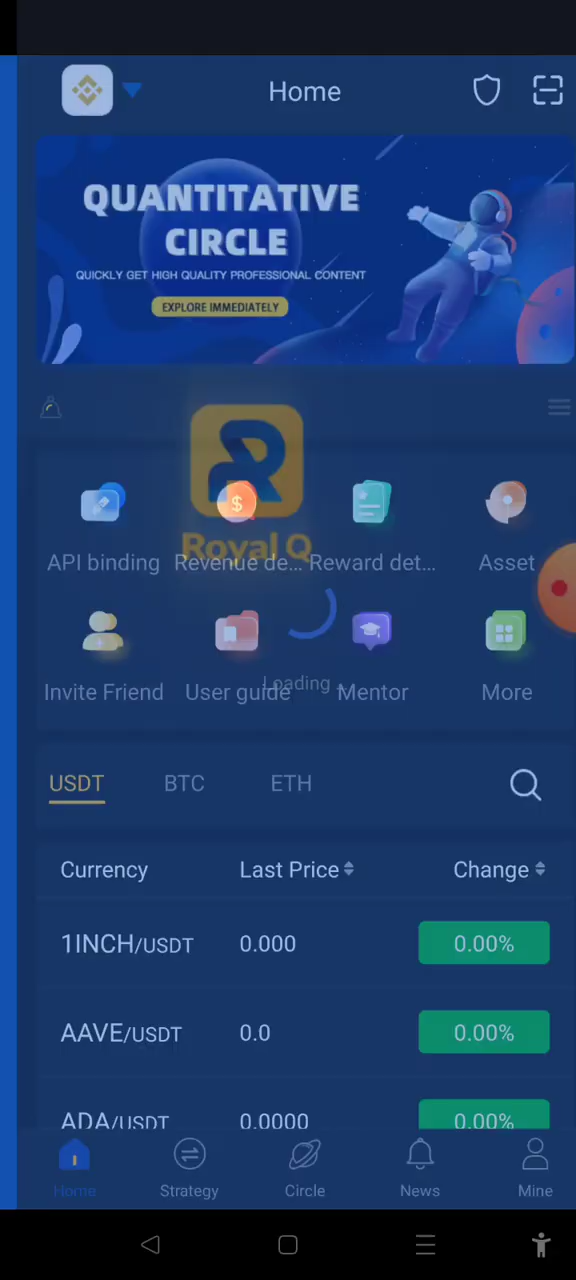 Home
QUANTITATIVE
CIRCLE
QUICKLY GET HIGH QUALITY PROFESSIONAL CONTENT
EXPLORE IMMEDIATELY
Royal Q
API binding Revenue de... Reward det... Asset
Loading ...
Invite Friend User guide Mentor More
USDT BTC ETH
Currency Last Price Change
1INCH/USDT 0.000 0.00%
AAVE/USDT 0.0 0.00%
ADA/USDT 0.0000 0.00%
Home Strategy Circle News Mine